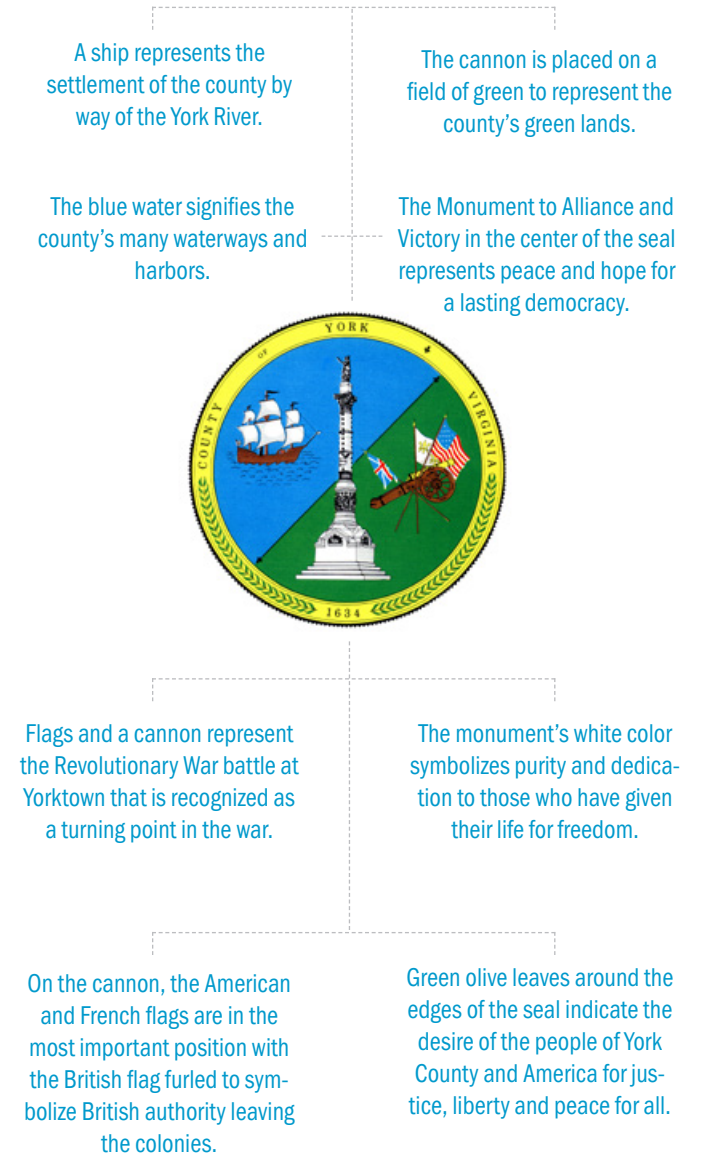 A ship represents the
settlement of the county by
way of the York River.
The cannon is placed on a
field of green to represent the
county's green lands.
The blue water signifies the
county's many waterways and
harbors.
The Monument to Alliance and
Victory in the center of the seal
represents peace and hope for
a lasting democracy.
COUNTY OF YORK VIRGINIA
1634
Flags and a cannon represent
the Revolutionary War battle at
Yorktown that is recognized as
a turning point in the war.
The monument's white color
symbolizes purity and dedica-
tion to those who have given
their life for freedom.
On the cannon, the American
and French flags are in the
most important position with
the British flag furled to sym-
bolize British authority leaving
the colonies.
Green olive leaves around the
edges of the seal indicate the
desire of the people of York
County and America for jus-
tice, liberty and peace for all.